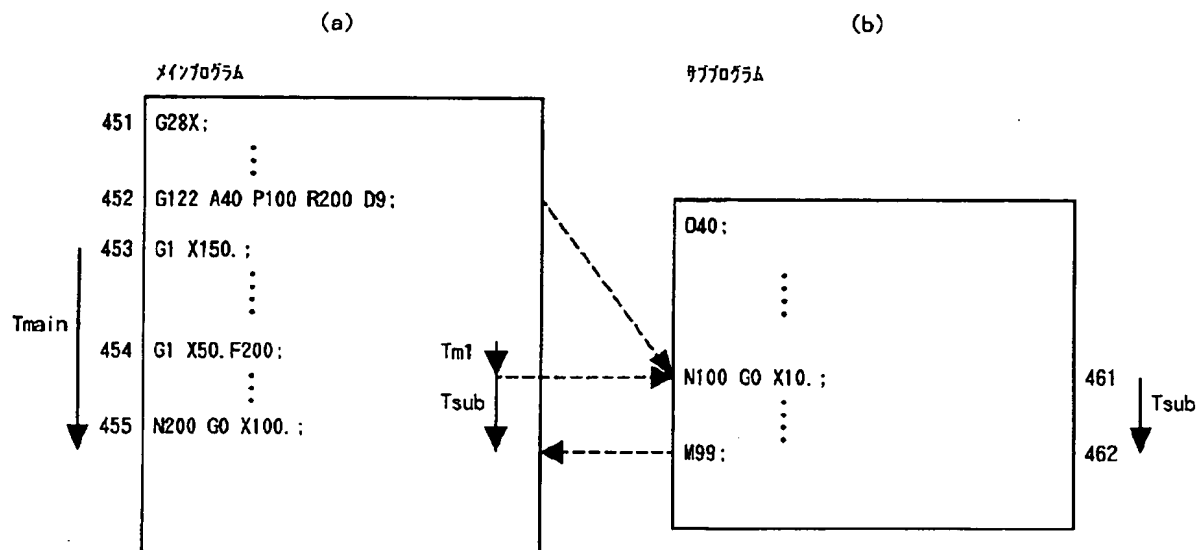 (a)
(b)
メインプログラム
サブプログラム
451 G28X;
452 G122 A40 P100 R200 D9;
453 G1 X150.;
Tmain
454 G1 X50.F200;
455 N200 G0 X100.;
Tm1
Tsub
O40;
N100 G0 X10.; 461
M99; 462
Tsub